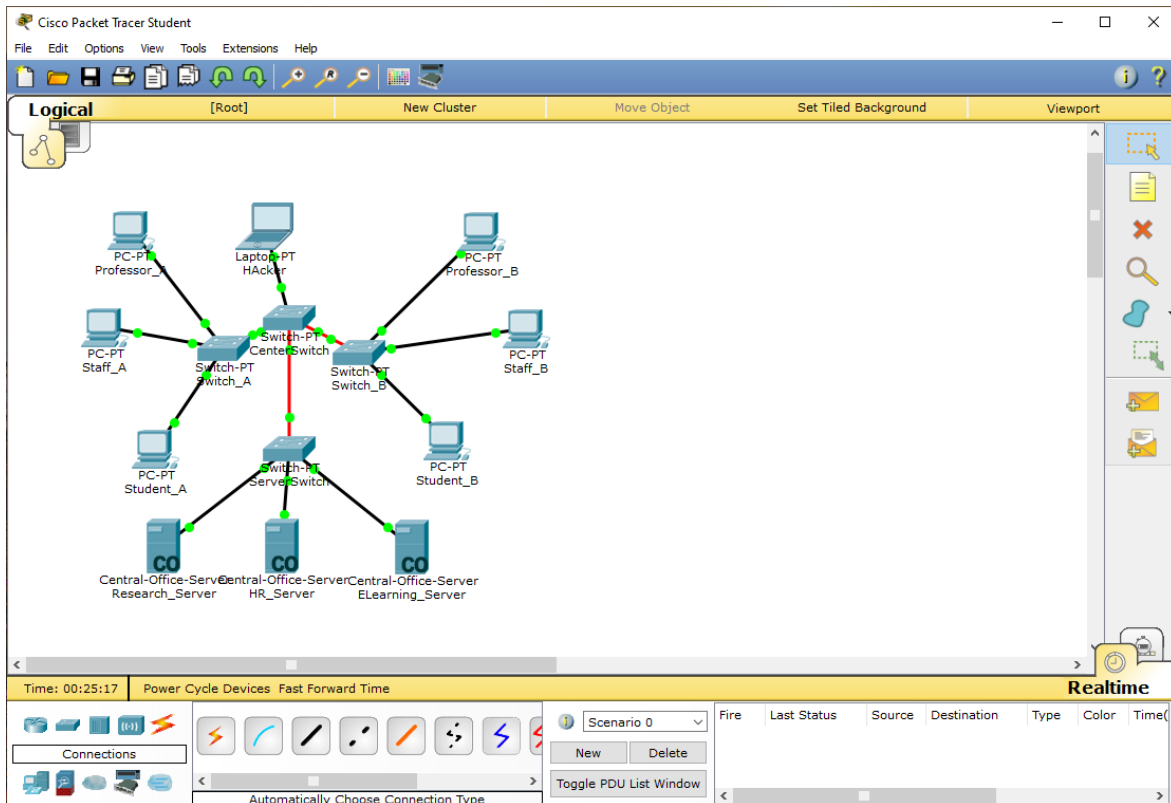 Cisco Packet Tracer Student
File Edit Options View Tools Extensions Help
Logical [Root] New Cluster Move Object Set Tiled Background Viewport
PC-PT
Professor_A
Laptop-PT
HAcker
PC-PT
Professor_B
PC-PT
Staff_A
Switch-PT
CenterSwitch
Switch-PT
Switch_A
Switch-PT
Switch_B
PC-PT
Staff_B
PC-PT
Student_A
Switch-PT
ServerSwitch
PC-PT
Student_B
Central-Office-Server
Research_Server
Central-Office-Server
HR_Server
Central-Office-Server
ELearning_Server
Time: 00:25:17 Power Cycle Devices Fast Forward Time Realtime
Connections
Automatically Choose Connection Type
Scenario 0
New Delete
Toggle PDU List Window
Fire Last Status Source Destination Type Color Time(